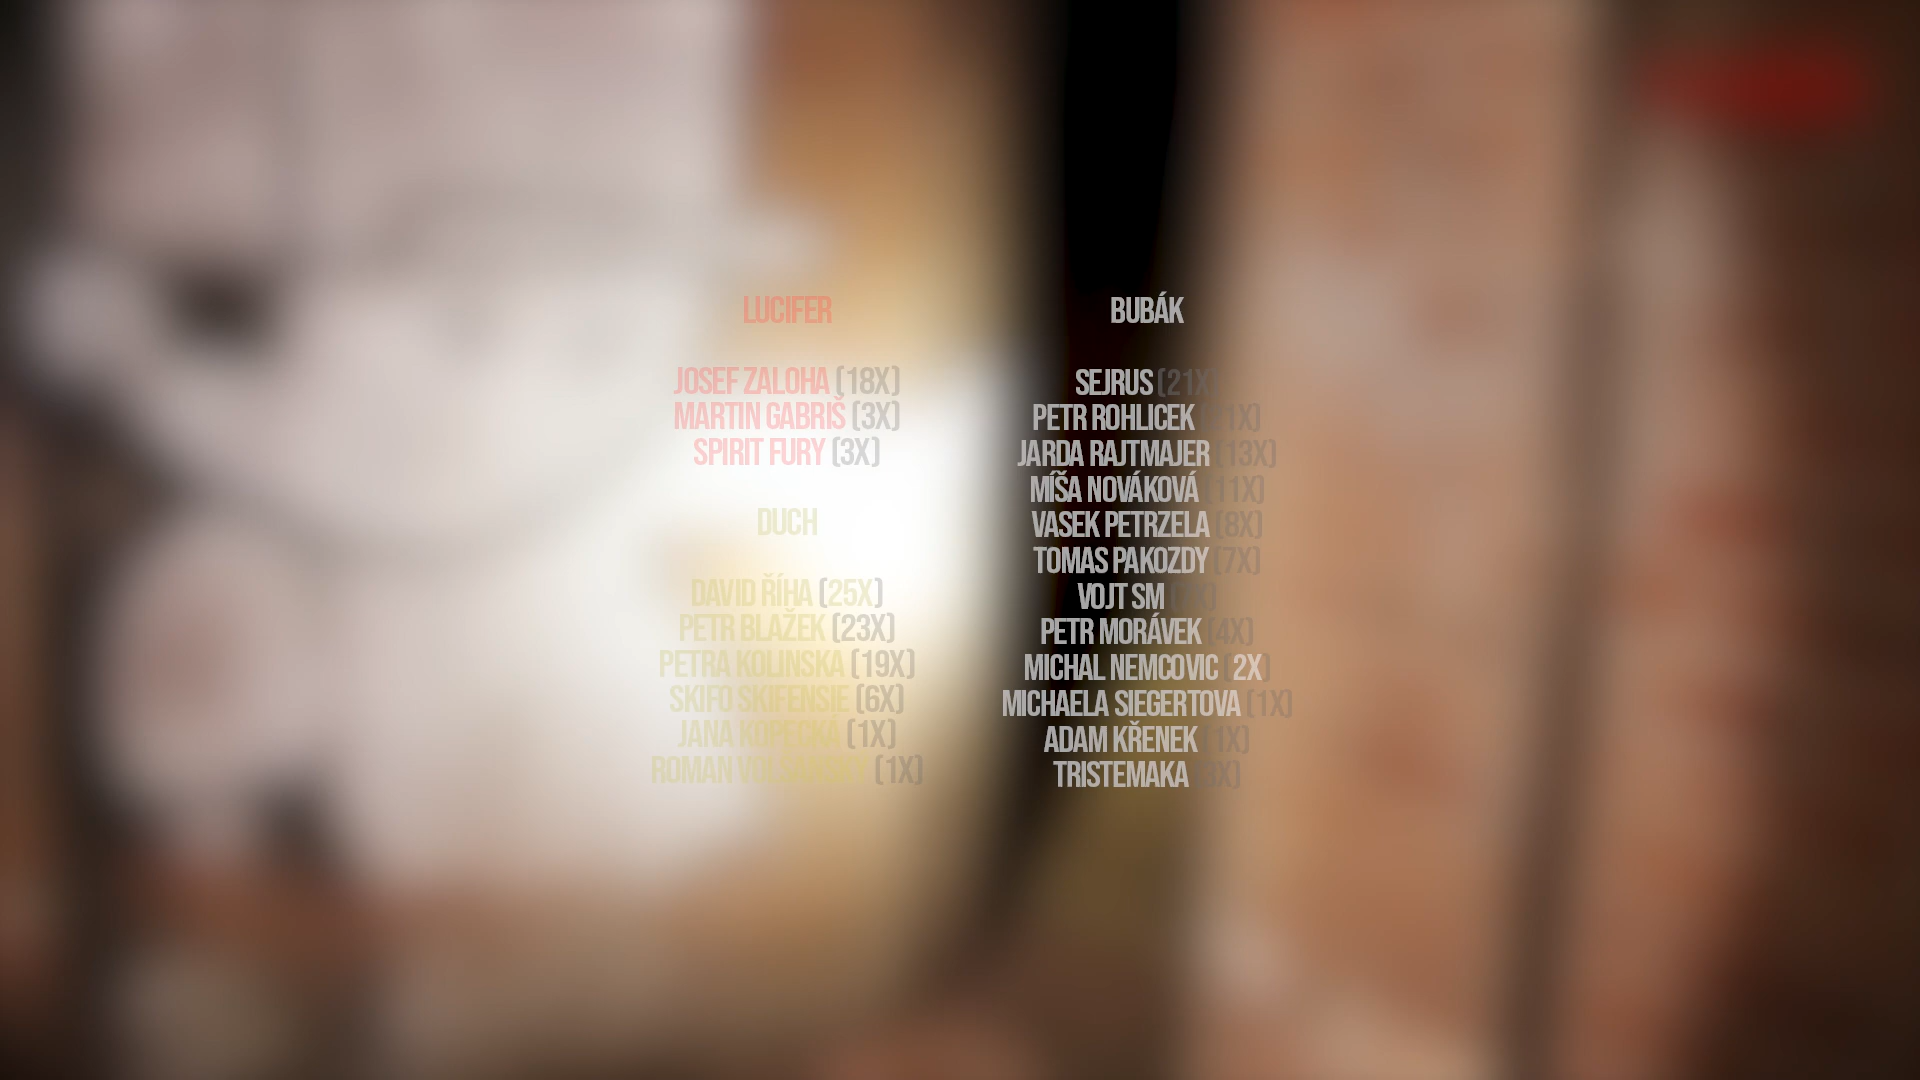 LUCIFER
JOSEF ZALOHA (18X)
MARTIN GABRIŠ (3X)
SPIRIT FURY (3X)
DUCH
DAVID ŘÍHA (25X)
PETR BLAŽEK (23X)
PETRA KOLINSKA (19X)
SKIFO SKIFENSIE (6X)
JANA KOPECKÁ (1X)
ROMAN (1X)
BUBÁK
SEJRUS (21X)
PETR ROHLICEK
JARDA RAJTMAJER (13X)
MÍŠA NOVÁKOVÁ (11X)
VASEK PETRZELA (8X)
TOMAS PAKOZDY (7X)
VOJT SM
PETR MORÁVEK (4X)
MICHAL NEMCOVIC (2X)
MICHAELA SIEGERTOVA (1X)
ADAM KŘENEK (1X)
TRISTEMAKA (3X)